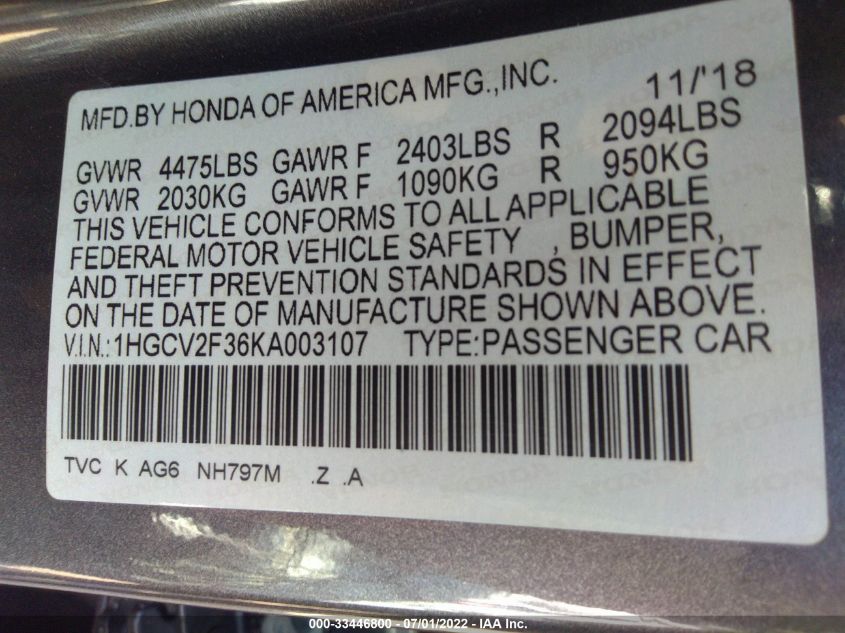 MFD.BY HONDA OF AMERICA MFG.,INC. 11/'18
GVWR 4475LBS GAWR F 2403LBS R 2094LBS
GVWR 2030KG GAWR F 1090KG R 950KG
THIS VEHICLE CONFORMS TO ALL APPLICABLE
FEDERAL MOTOR VEHICLE SAFETY , BUMPER,
AND THEFT PREVENTION STANDARDS IN EFFECT
ON THE DATE OF MANUFACTURE SHOWN ABOVE.
V.I.N.:1HGCV2F36KA003107 TYPE:PASSENGER CAR
TVC K AG6 NH797M .Z .A
000-33446800 - 07/01/2022 - IAA Inc.